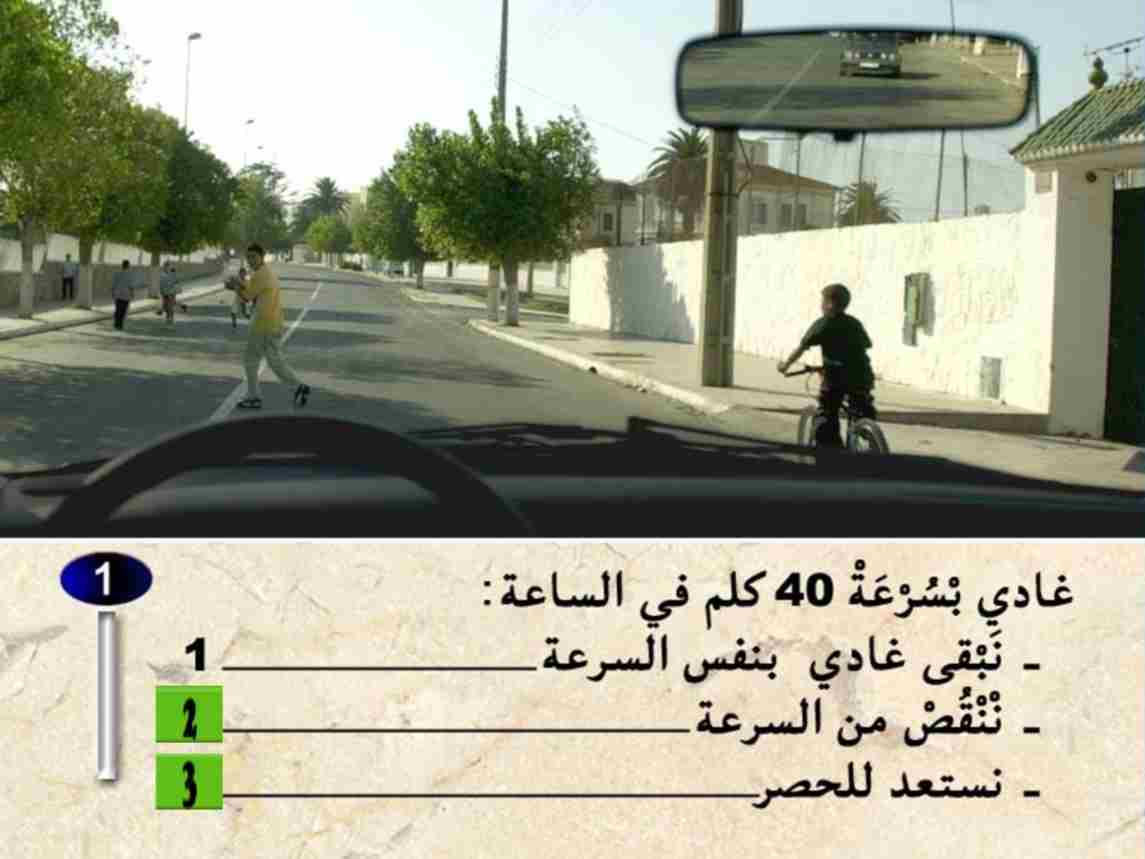 1
غادي بْسُرْعَةْ 40 كلم في الساعة:
ـ نَبْقى غادي بنفس السرعة 1
ـ نْنْقُصْ من السرعة 2
ـ نستعد للحصر 3